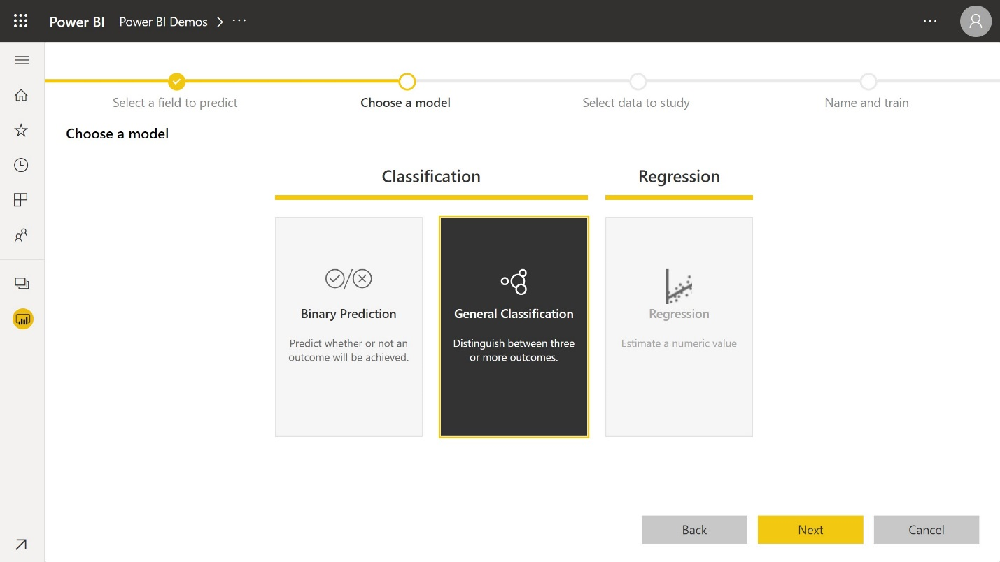 Power BI Power BI Demos
Select a field to predict
Choose a model
Select data to study
Name and train
Choose a model
Classification
Regression
Binary Prediction
Predict whether or not an
outcome will be achieved.
General Classification
Distinguish between three
or more outcomes.
Regression
Estimate a numeric value
Back
Next
Cancel